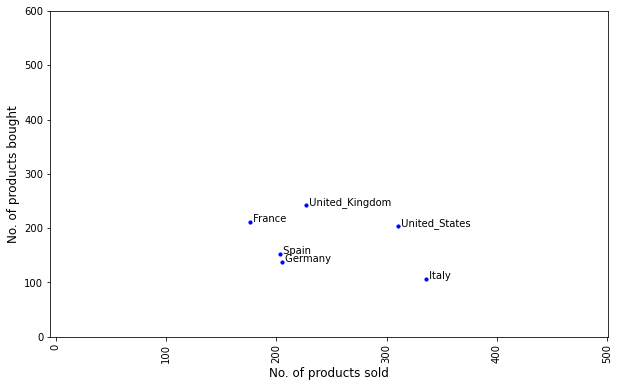 600
500
400
300
200
100
0
No. of products bought
United_Kingdom
France
United_States
Spain
Germany
Italy
0
100
200
300
400
500
No. of products sold